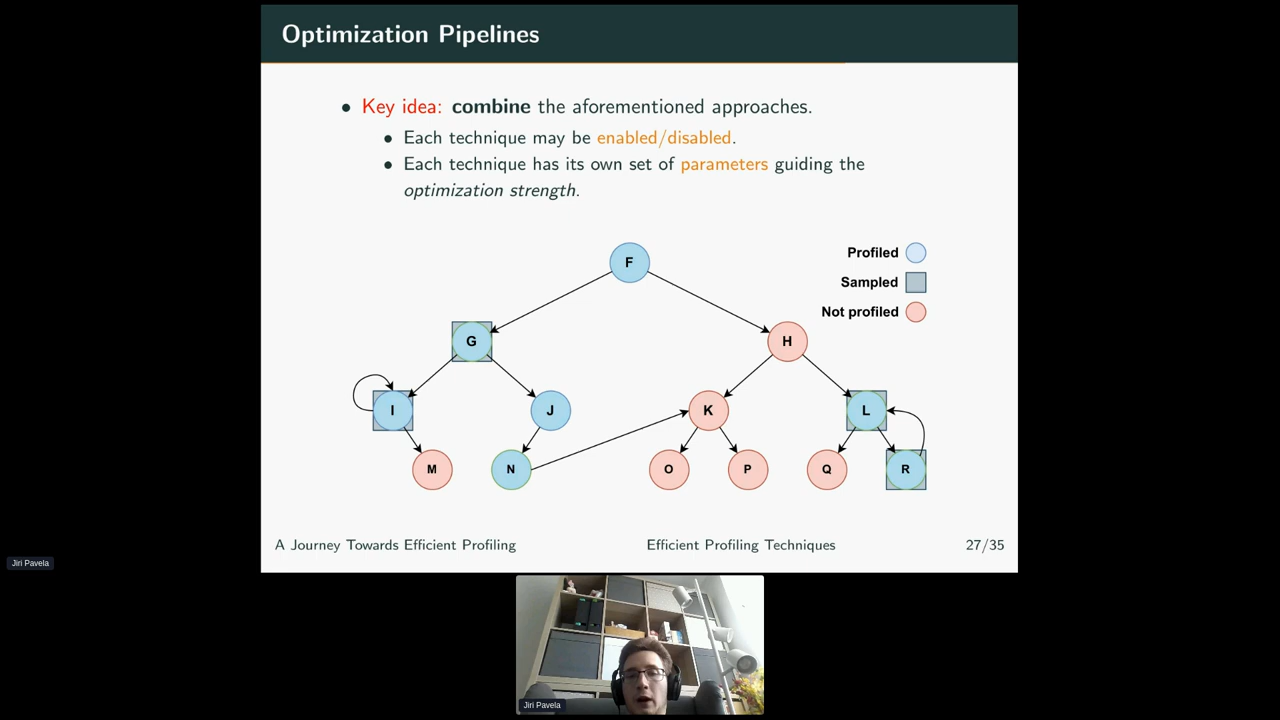 Optimization Pipelines
• Key idea: combine the aforementioned approaches.
• Each technique may be enabled/disabled.
• Each technique has its own set of parameters guiding the
optimization strength.
Profiled
Sampled
Not profiled
F
G
H
I
J
K
L
M
N
O
P
Q
R
A Journey Towards Efficient Profiling
Efficient Profiling Techniques
27/35
Jiri Pavela
Jiri Pavela